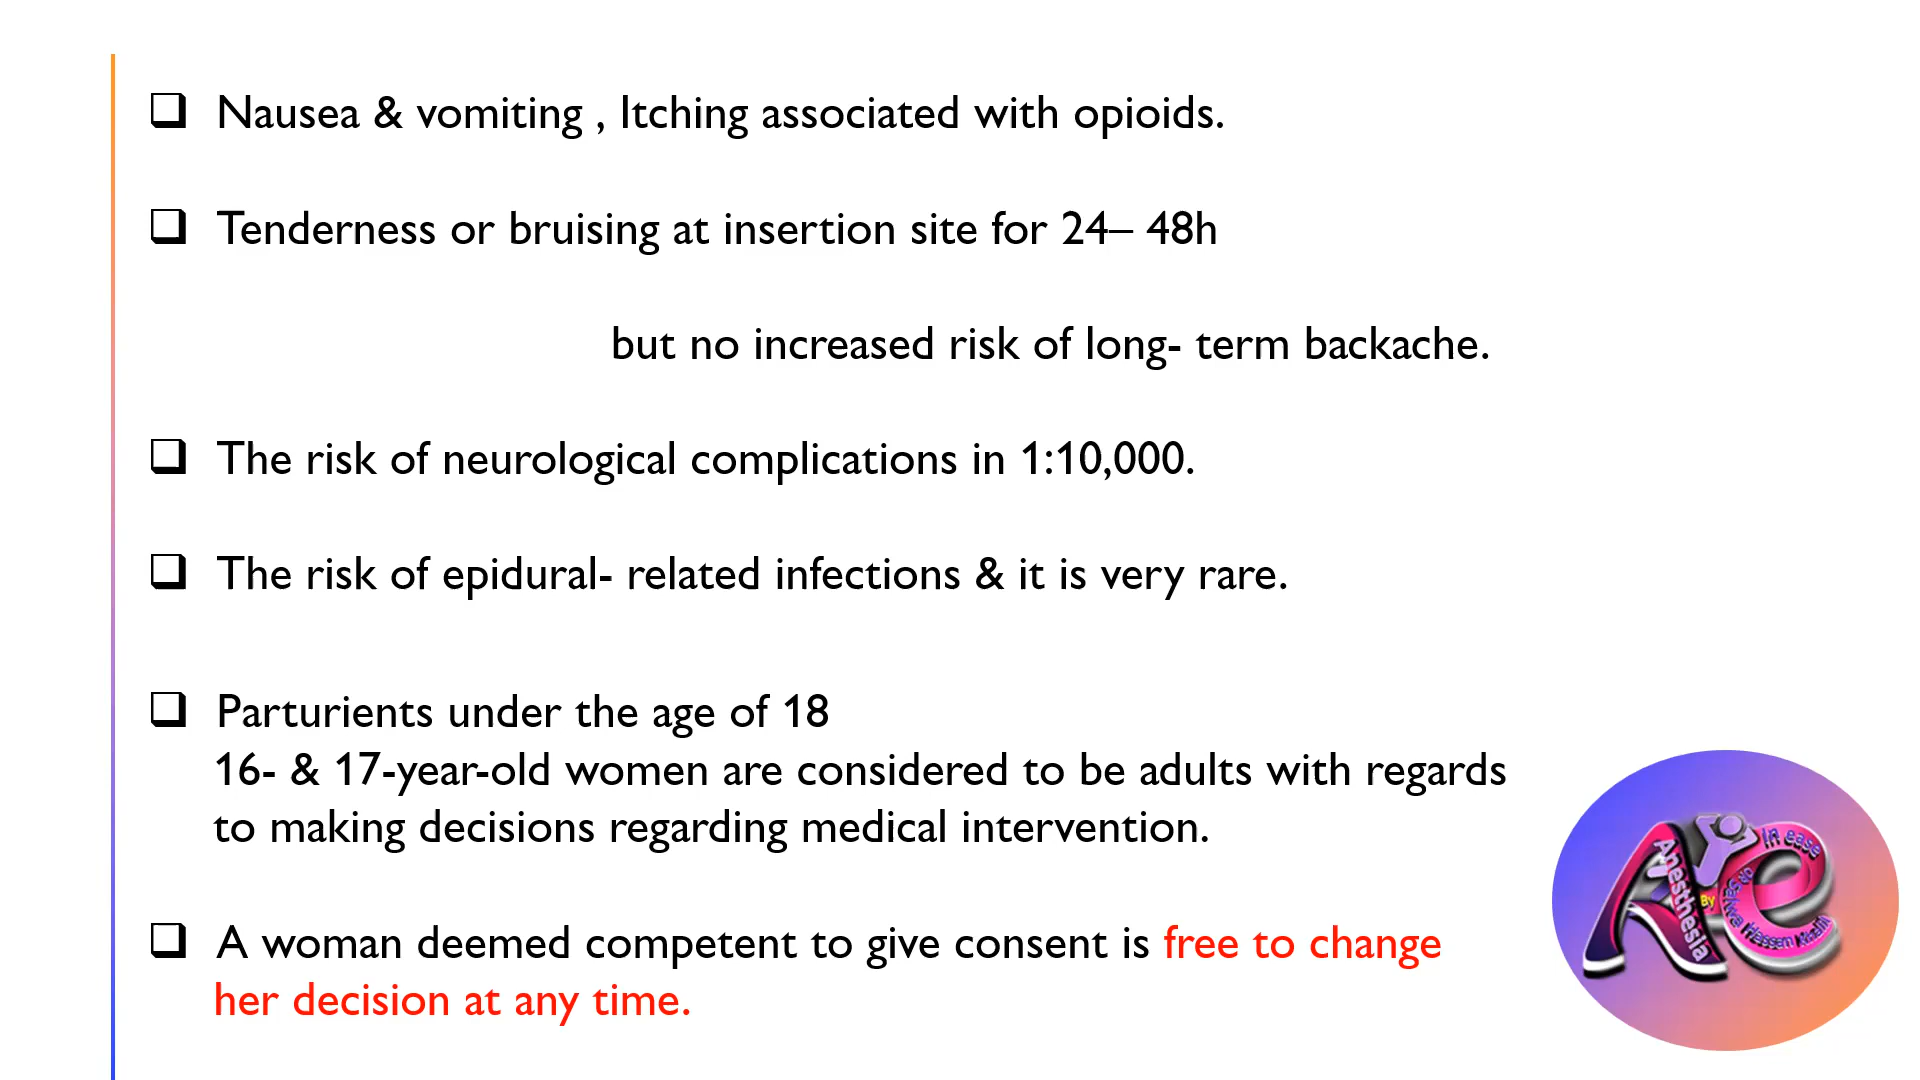 Nausea & vomiting , Itching associated with opioids.
Tenderness or bruising at insertion site for 24– 48h
but no increased risk of long- term backache.
The risk of neurological complications in 1:10,000.
The risk of epidural- related infections & it is very rare.
Parturients under the age of 18
16- & 17-year-old women are considered to be adults with regards
to making decisions regarding medical intervention.
A woman deemed competent to give consent is free to change
her decision at any time.
Anesthesia
In ease
By